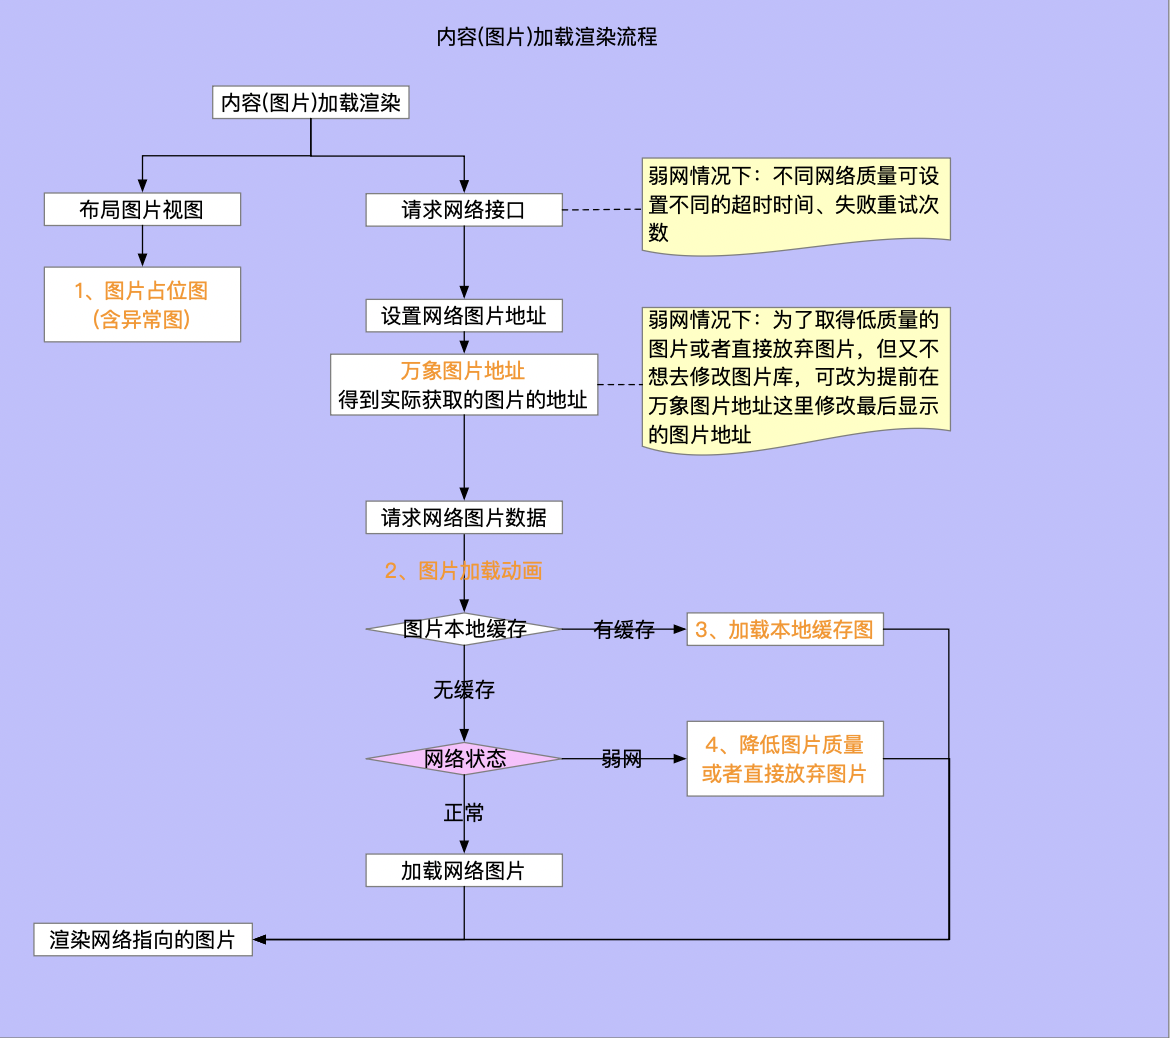 内容(图片)加载渲染流程
内容(图片)加载渲染
布局图片视图
请求网络接口
弱网情况下：不同网络质量可设
置不同的超时时间、失败重试次
数
1、图片占位图
(含异常图)
设置网络图片地址
万象图片地址
得到实际获取的图片的地址
弱网情况下：为了取得低质量的
图片或者直接放弃图片，但又不
想去修改图片库，可改为提前在
万象图片地址这里修改最后显示
的图片地址
请求网络图片数据
2、图片加载动画
图片本地缓存
有缓存
3、加载本地缓存图
无缓存
网络状态
弱网
4、降低图片质量
或者直接放弃图片
正常
加载网络图片
渲染网络指向的图片